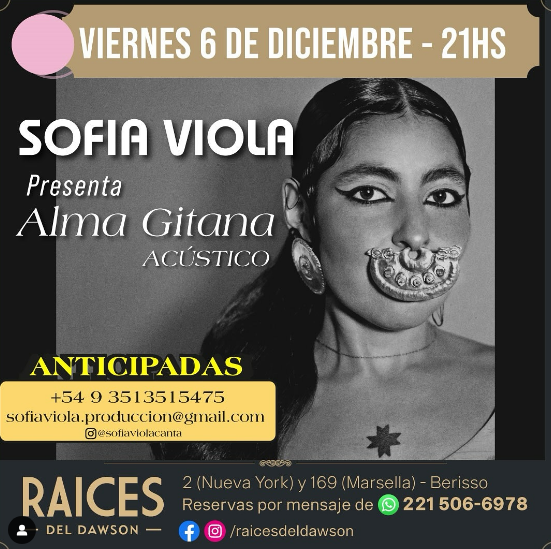 VIERNES 6 DE DICIEMBRE - 21HS
SOFIA VIOLA
Presenta
Alma Gitana
ACÚSTICO
ANTICIPADAS
+54 9 3513515475
sofiaviola.produccion@gmail.com
@sofiaviolacanta
RAICES
DEL DAWSON
2 (Nueva York) y 169 (Marsella) - Berisso
Reservas por mensaje de 221 506-6978
/raicesdeldawson